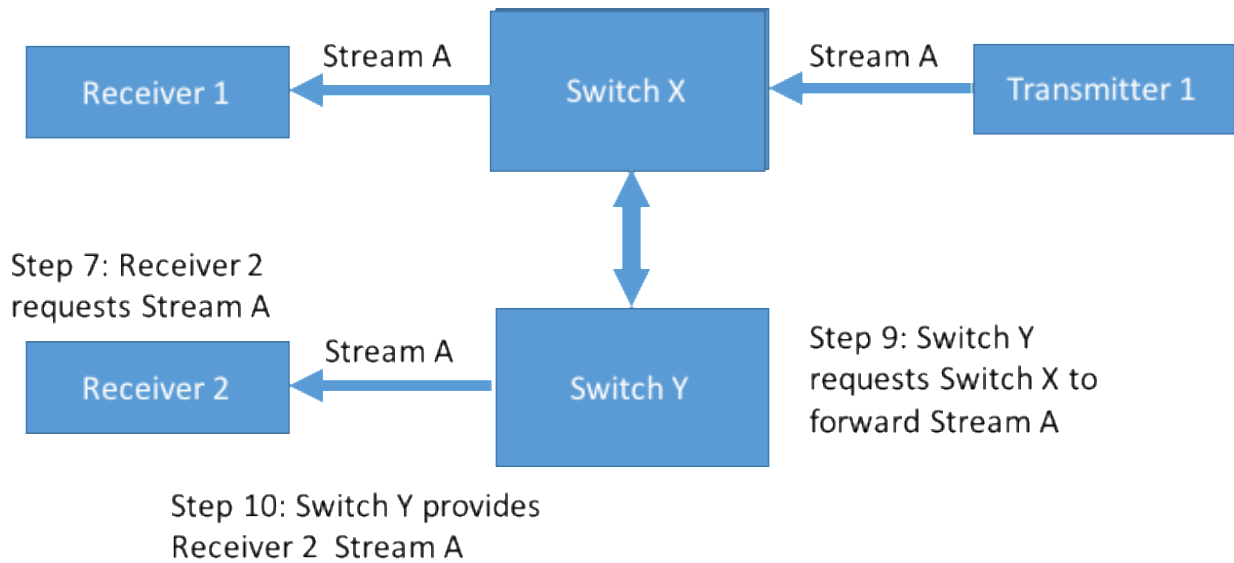 Stream A
Stream A
Receiver 1
Switch X
Transmitter 1
Step 7: Receiver 2
requests Stream A
Stream A
Receiver 2
Switch Y
Step 9: Switch Y
requests Switch X to
forward Stream A
Step 10: Switch Y provides
Receiver 2 Stream A